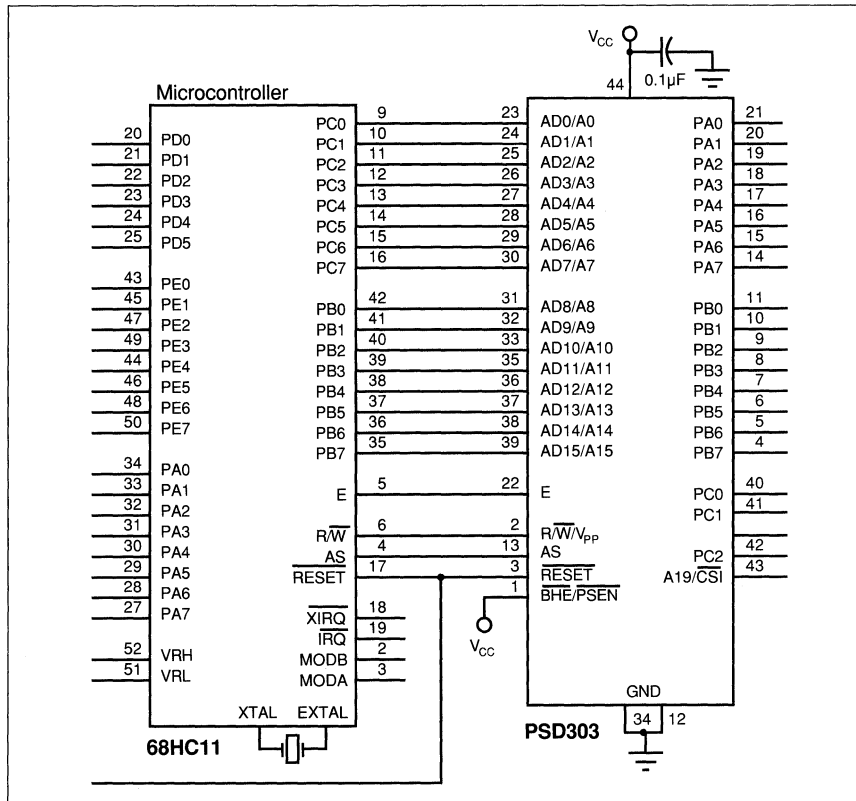 VCC
44
0.1µF
Microcontroller
9 23
PC0 AD0/A0 PA0 21
20 PD0
10 24
PC1 AD1/A1 PA1 20
21 PD1
11 25
PC2 AD2/A2 PA2 19
22 PD2
12 26
PC3 AD3/A3 PA3 18
23 PD3
13 27
PC4 AD4/A4 PA4 17
24 PD4
14 28
PC5 AD5/A5 PA5 16
25 PD5
15 29
PC6 AD6/A6 PA6 15
16 30
PC7 AD7/A7 PA7 14
43 PE0
42 31
PB0 AD8/A8 PB0 11
45 PE1
41 32
PB1 AD9/A9 PB1 10
47 PE2
40 33
PB2 AD10/A10 PB2 9
49 PE3
39 35
PB3 AD11/A11 PB3 8
44 PE4
38 36
PB4 AD12/A12 PB4 7
46 PE5
37 37
PB5 AD13/A13 PB5 6
48 PE6
36 38
PB6 AD14/A14 PB6 5
50 PE7
35 39
PB7 AD15/A15 PB7 4
34 PA0
33 PA1
E 5 22 E PC0 40
32 PA2
PC1 41
31 PA3
R/W̅ 6 2 R/W̅/VPP
30 PA4
AS 4 13 AS PC2 42
29 PA5
R̅E̅S̅E̅T̅ 17 3 R̅E̅S̅E̅T̅ A19/C̅S̅I̅ 43
28 PA6
1 B̅H̅E̅/P̅S̅E̅N̅
27 PA7
X̅I̅R̅Q̅ 18
I̅R̅Q̅ 19
VCC
52 VRH MODB 2
51 VRL MODA 3
XTAL EXTAL
GND
34 12
68HC11 PSD303